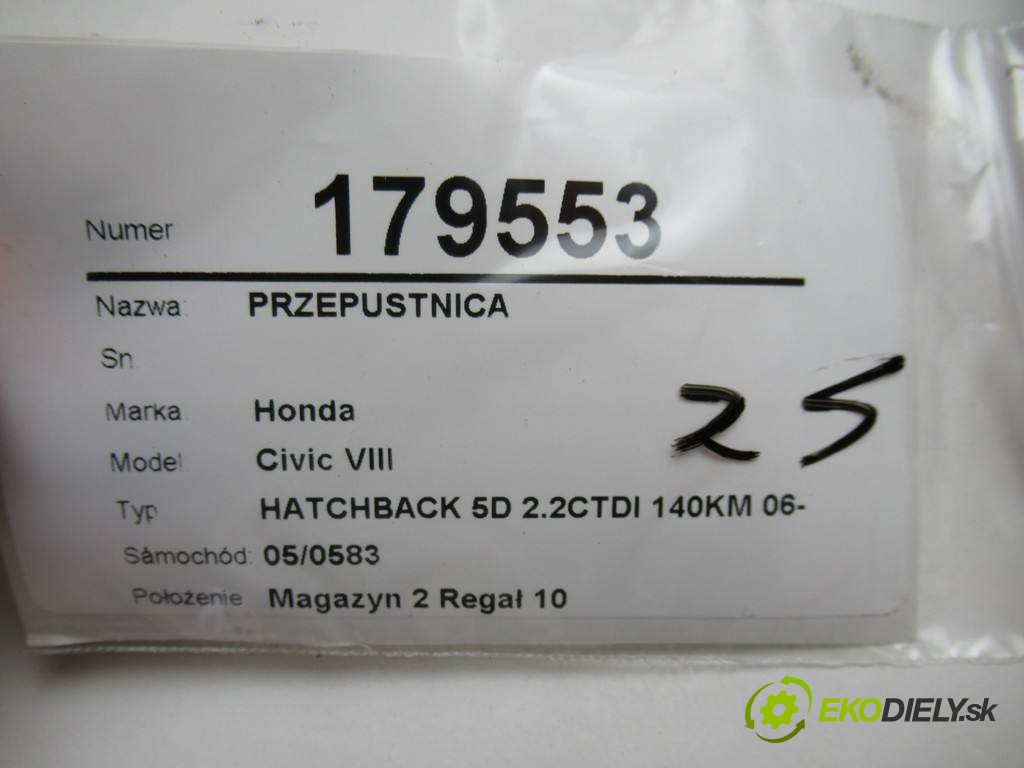 Numer 179553
Nazwa: PRZEPUSTNICA
Sn
Marka Honda
25
Model Civic VIII
Typ HATCHBACK 5D 2.2CTDI 140KM 06-
Samochód: 05/0583
Położenie Magazyn 2 Regał 10
EKODIELY.sk